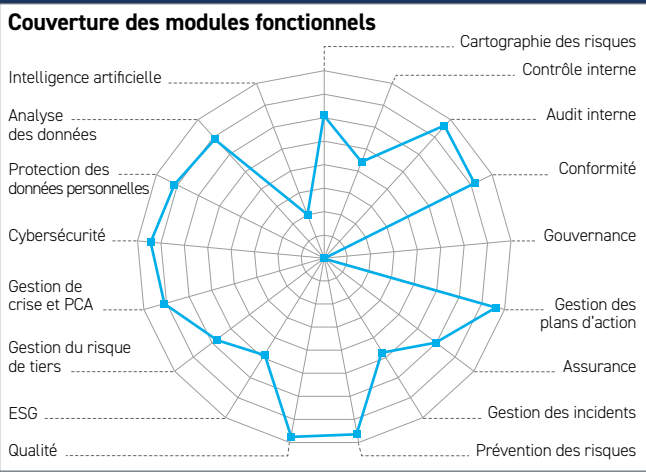 Couverture des modules fonctionnels
Cartographie des risques
Contrôle interne
Audit interne
Conformité
Gouvernance
Gestion des
plans d'action
Assurance
Gestion des incidents
Prévention des risques
Qualité
ESG
Gestion du risque
de tiers
Gestion de
crise et PCA
Cybersécurité
Protection des
données personnelles
Analyse
des données
Intelligence artificielle